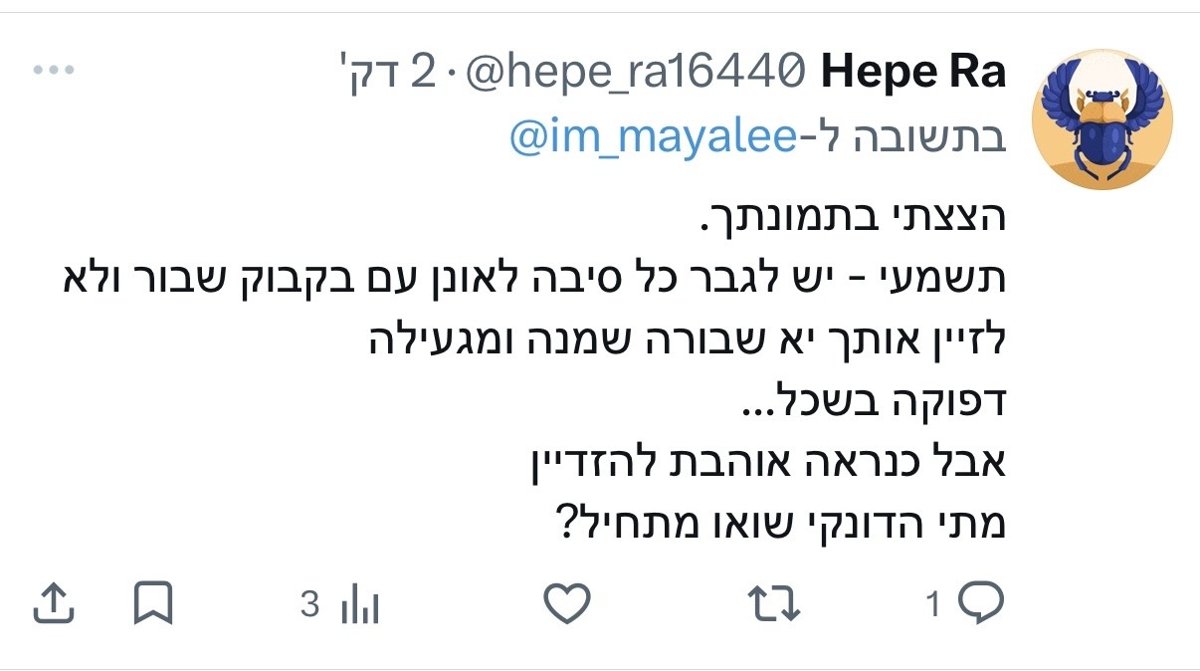 Hepe Ra @hepe_ra16440 · 2 דק'
בתשובה ל-@im_mayalee
הצצתי בתמונתך.
תשמעי - יש לגבר כל סיבה לאונן עם בקבוק שבור ולא
לזיין אותך יא שבורה שמנה ומגעילה
דפוקה בשכל...
אבל כנראה אוהבת להזדיין
מתי הדונקי שואו מתחיל?
1 3